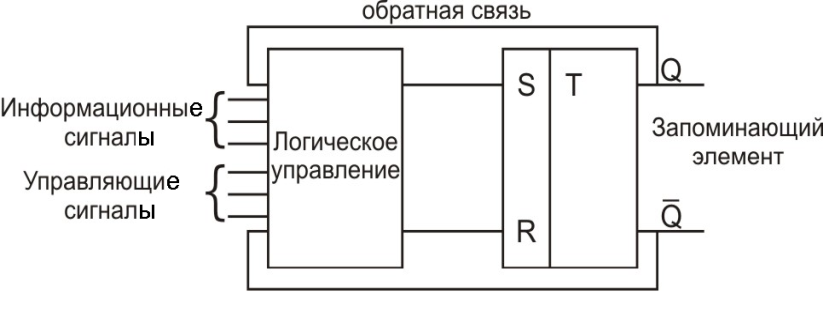 обратная связь
Информационные
сигналы
Управляющие
сигналы
Логическое
управление
S T
R
Q
Запоминающий
элемент
Q̅